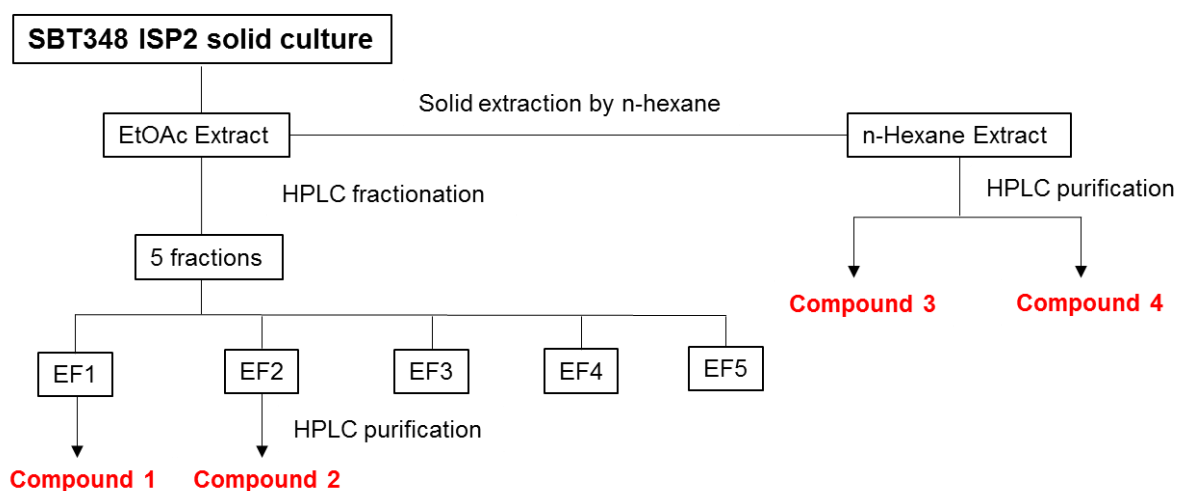 SBT348 ISP2 solid culture
Solid extraction by n-hexane
EtOAc Extract
n-Hexane Extract
HPLC fractionation
HPLC purification
5 fractions
Compound 3
Compound 4
EF1
EF2
EF3
EF4
EF5
HPLC purification
Compound 1
Compound 2